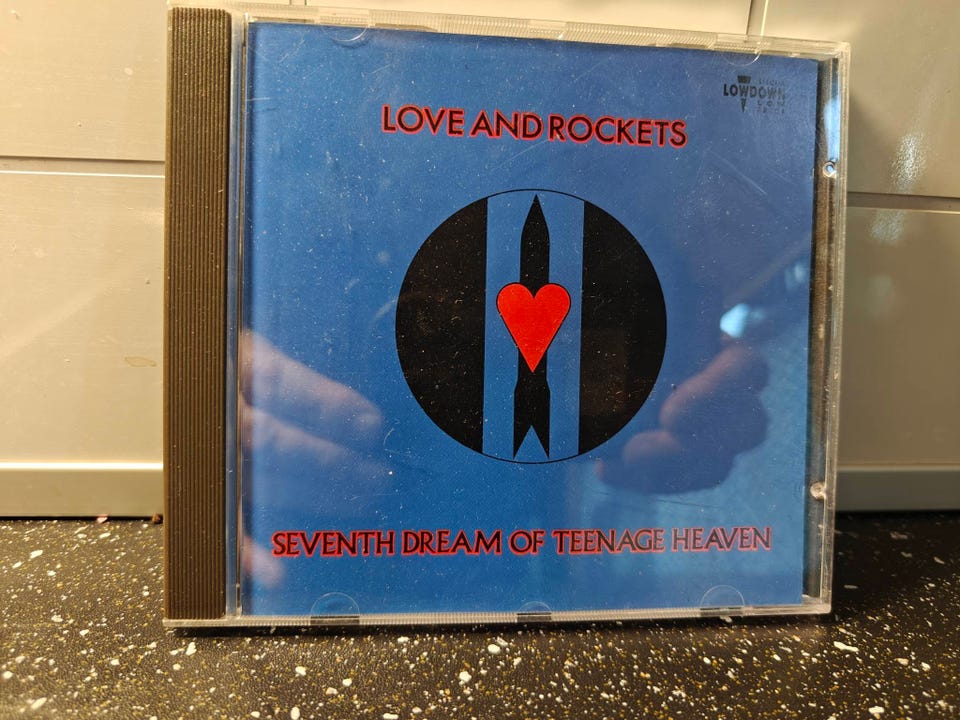 LOVE AND ROCKETS
LOWDOWN
SEVENTH DREAM OF TEENAGE HEAVEN